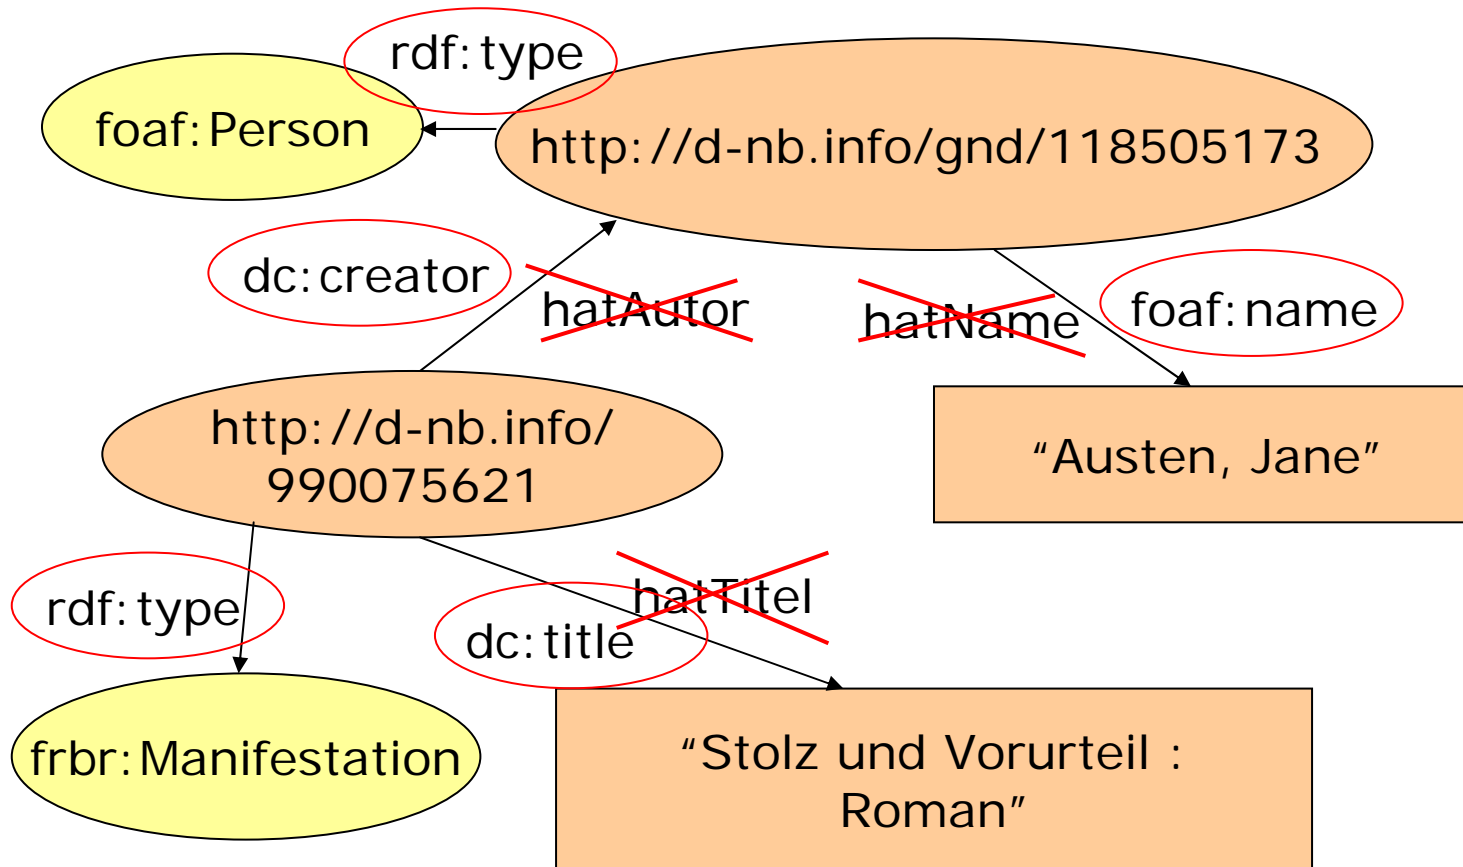 rdf:type
foaf:Person
http://d-nb.info/gnd/118505173
dc:creator
hatAutor
hatName
foaf:name
http://d-nb.info/
990075621
“Austen, Jane”
rdf:type
hatTitel
dc:title
frbr:Manifestation
“Stolz und Vorurteil :
Roman”